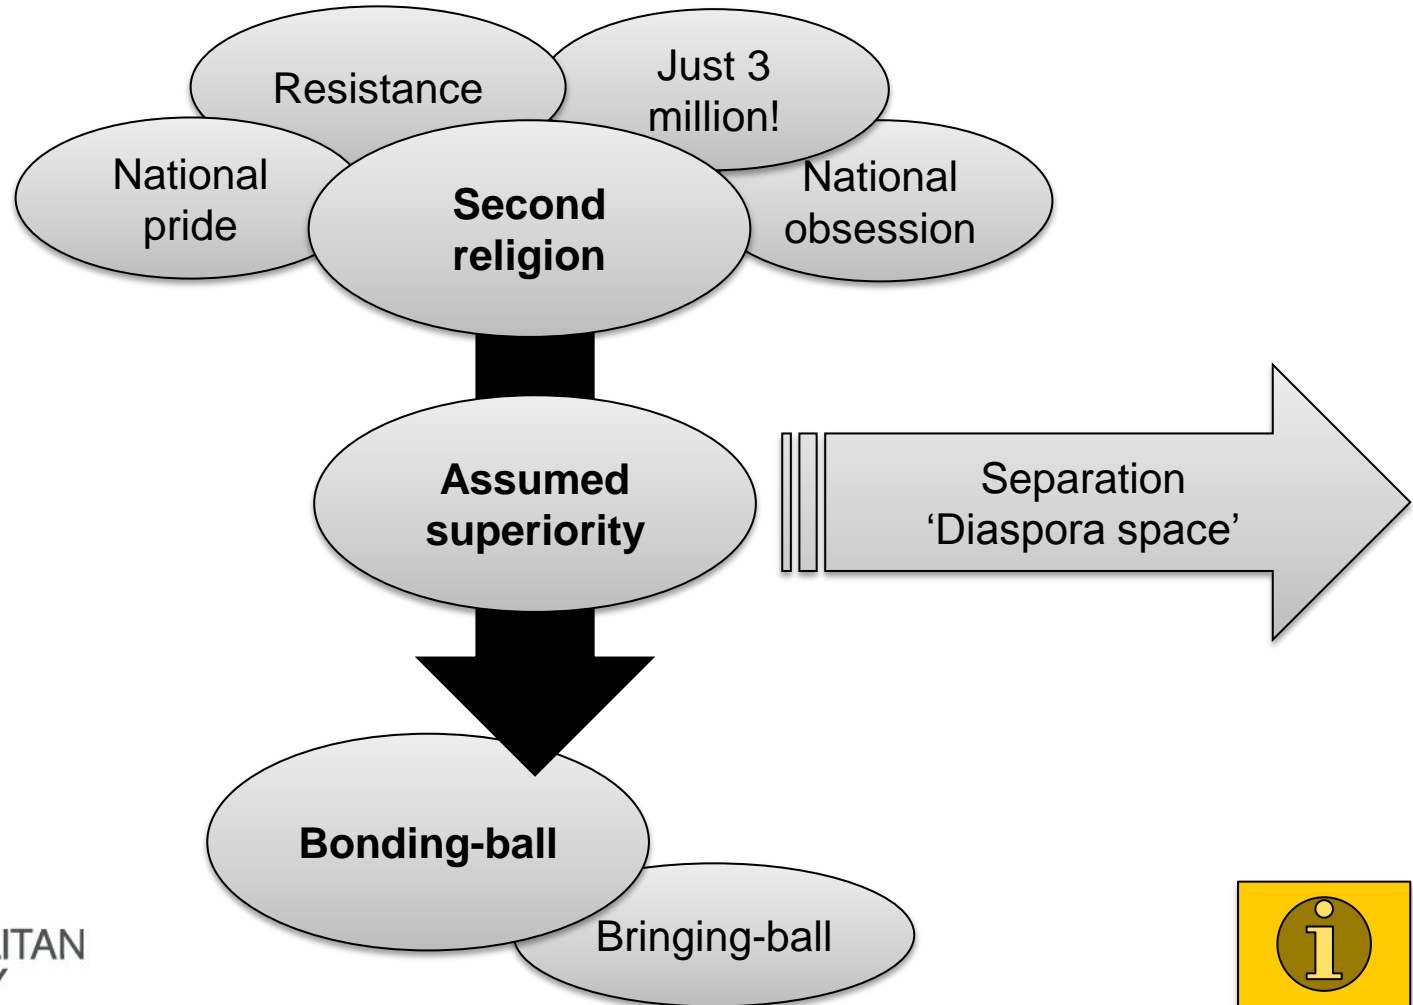 Resistance
Just 3
million!
National
pride
Second
religion
National
obsession
Assumed
superiority
Separation
‘Diaspora space’
Bonding-ball
Bringing-ball
ITAN